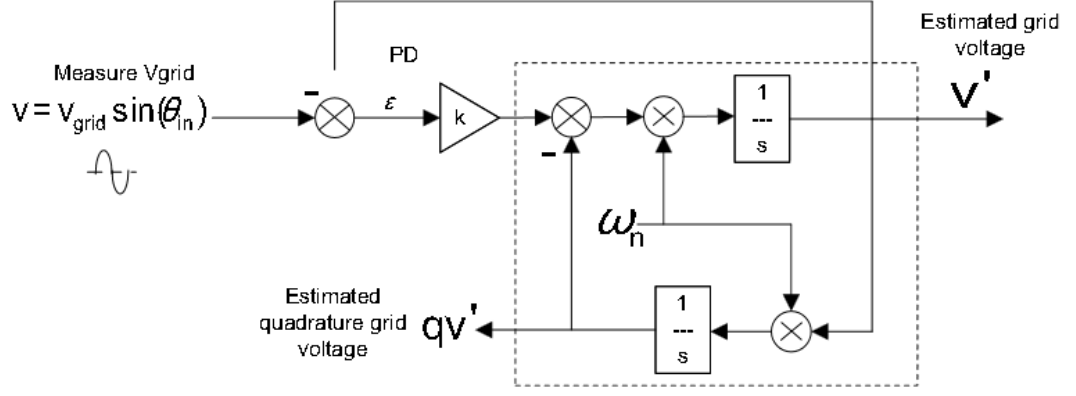 Estimated grid
voltage
v'
PD
Measure Vgrid
v = v_grid sin(θ_in)
-
ε
k
-
1
---
s
ω_n
Estimated
quadrature grid
voltage
qv'
1
---
s